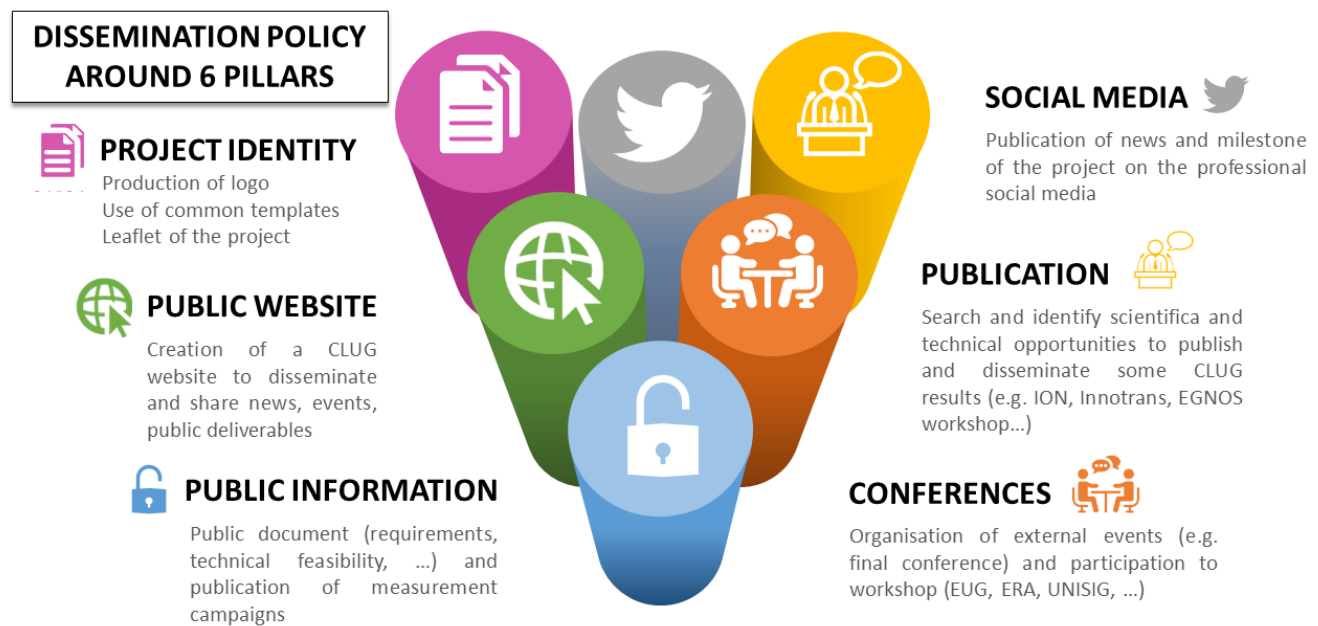 DISSEMINATION POLICY
AROUND 6 PILLARS
PROJECT IDENTITY
Production of logo
Use of common templates
Leaflet of the project
PUBLIC WEBSITE
Creation of a CLUG
website to disseminate
and share news, events,
public deliverables
PUBLIC INFORMATION
Public document (requirements,
technical feasibility, ...) and
publication of measurement
campaigns
SOCIAL MEDIA
Publication of news and milestone
of the project on the professional
social media
PUBLICATION
Search and identify scientifica and
technical opportunities to publish
and disseminate some CLUG
results (e.g. ION, Innotrans, EGNOS
workshop...)
CONFERENCES
Organisation of external events (e.g.
final conference) and participation to
workshop (EUG, ERA, UNISIG, ...)